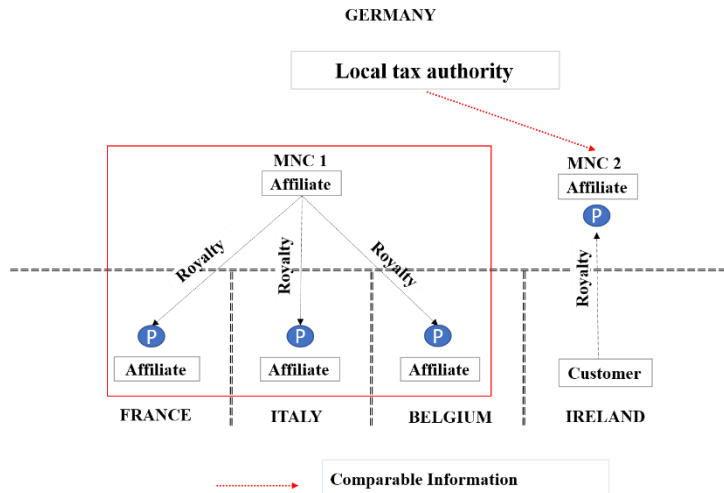 GERMANY
Local tax authority
MNC 1
Affiliate
MNC 2
Affiliate
P
Royalty
Royalty
Royalty
Royalty
P
P
P
Affiliate
Affiliate
Affiliate
Customer
FRANCE
ITALY
BELGIUM
IRELAND
Comparable Information